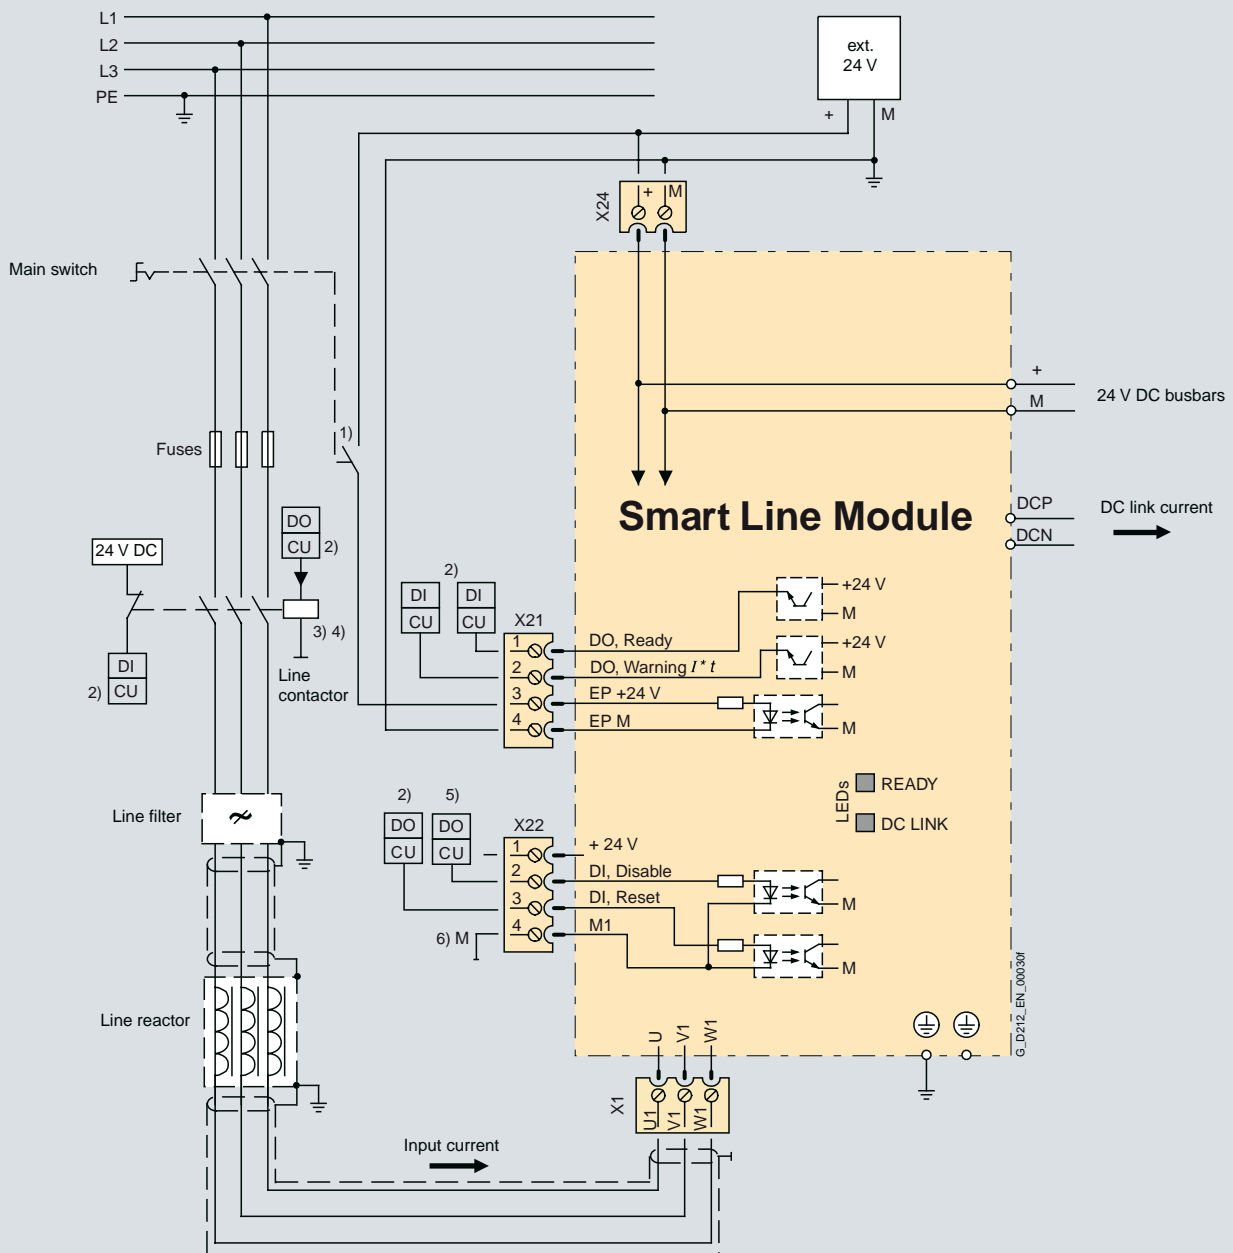 L1
L2
L3
PE
ext.
24 V
+ M
X24
+ M
Main switch
+
M
24 V DC busbars
1)
Fuses
Smart Line Module
DCP
DCN
DC link current
DO
CU 2)
24 V DC
3) 4)
Line
contactor
DI
2) CU
2)
DI DI
CU CU
X21
1 DO, Ready
2 DO, Warning I * t
3 EP +24 V
4 EP M
+24 V
M
+24 V
M
M
LEDs
READY
DC LINK
Line filter
2) 5)
DO DO
CU CU
X22
1 + 24 V
2 DI, Disable
3 DI, Reset
4 M1
6) M
M
M
Line reactor
G_D212_EN_00030f
U V1 W1
X1
U1 V1 W1
Input current